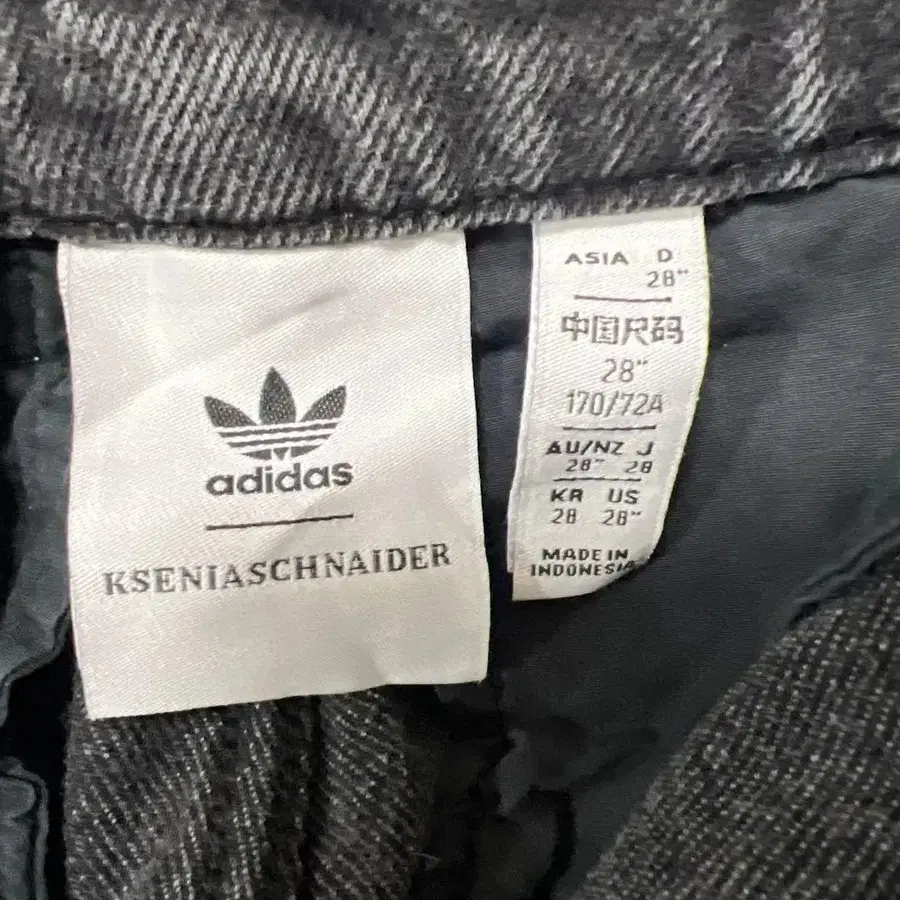 adidas
KSENIASCHNAIDER
ASIA D
28"
中国尺码
28"
170/72A
AU/NZ J
28" 28
KR US
28 28"
MADE IN
INDONESIA